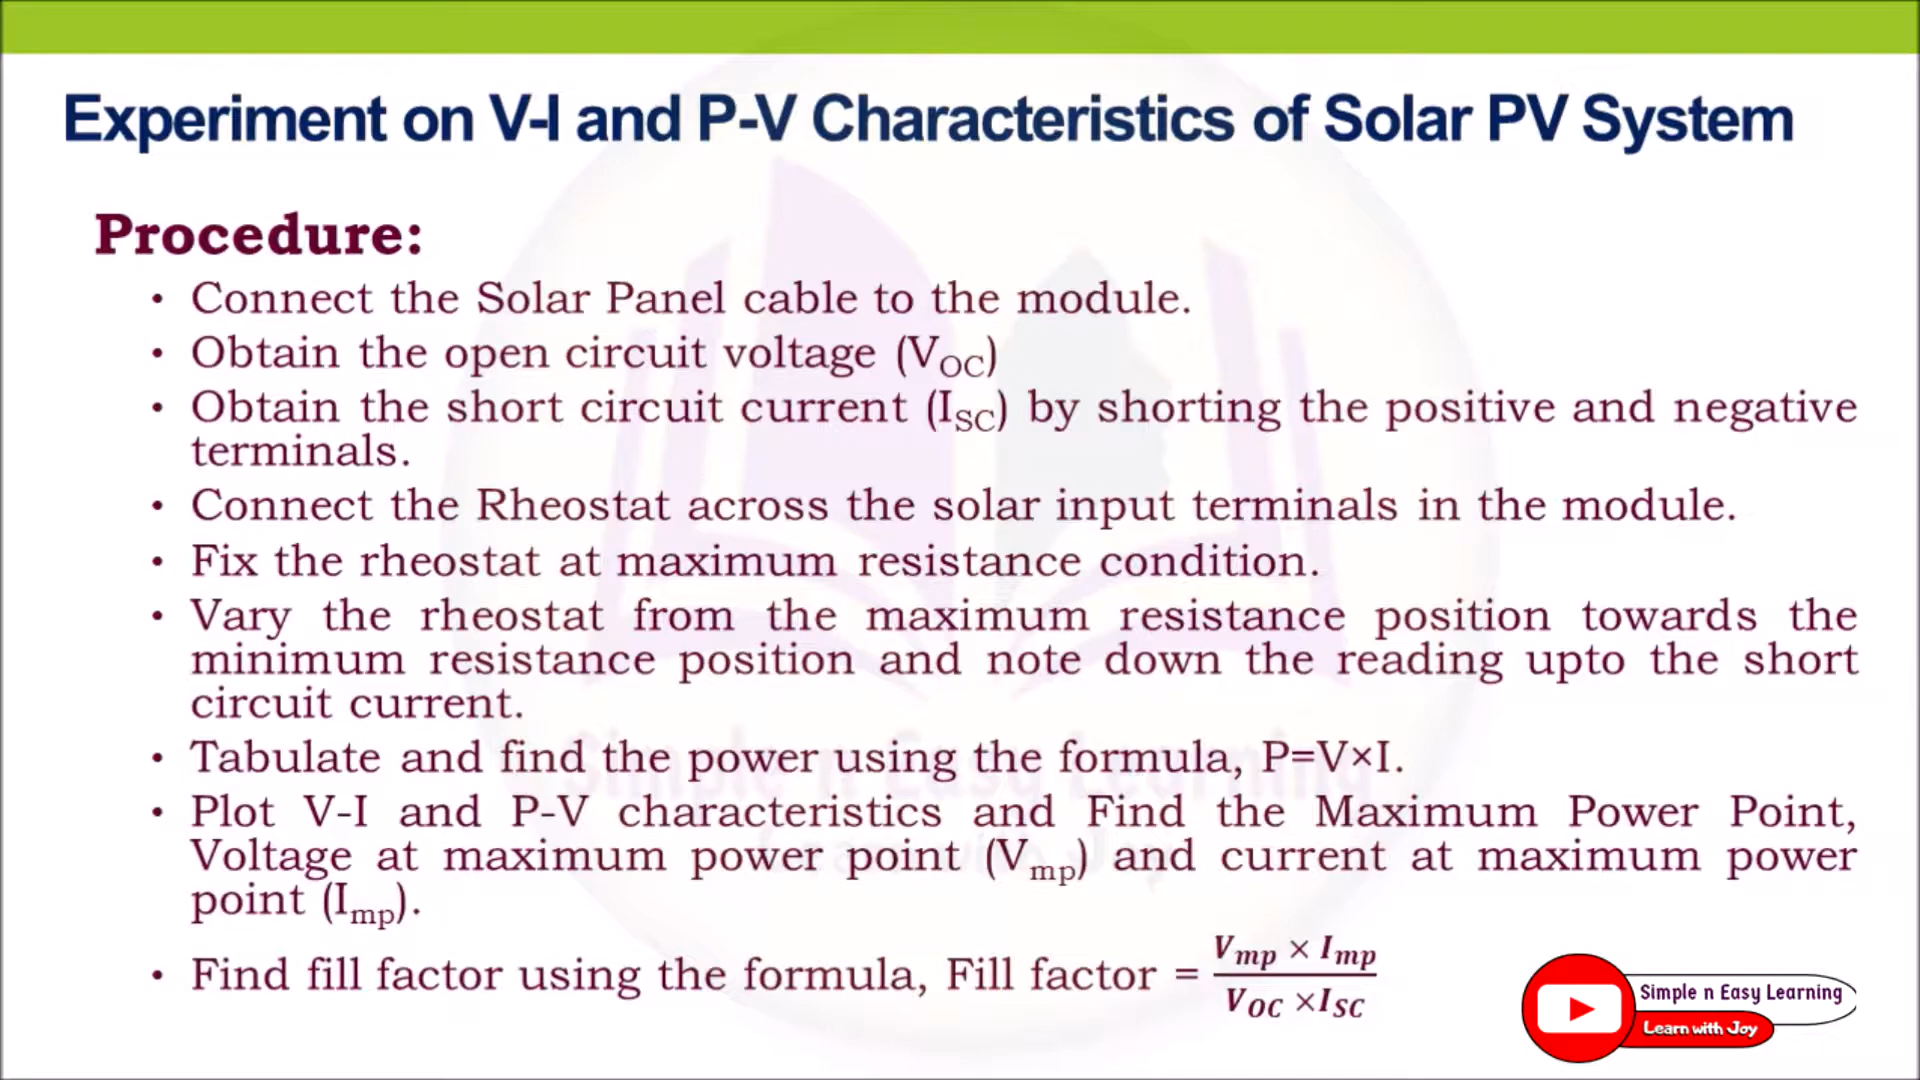 Experiment on V-I and P-V Characteristics of Solar PV System
Procedure:
• Connect the Solar Panel cable to the module.
• Obtain the open circuit voltage (VOC)
• Obtain the short circuit current (ISC) by shorting the positive and negative
terminals.
• Connect the Rheostat across the solar input terminals in the module.
• Fix the rheostat at maximum resistance condition.
• Vary the rheostat from the maximum resistance position towards the
minimum resistance position and note down the reading upto the short
circuit current.
• Tabulate and find the power using the formula, P=V×I.
• Plot V-I and P-V characteristics and Find the Maximum Power Point,
Voltage at maximum power point (Vmp) and current at maximum power
point (Imp).
• Find fill factor using the formula, Fill factor = Vmp × Imp / VOC ×ISC
Simple n Easy Learning
Learn with Joy
Simple n Easy Learning
Learn with Joy